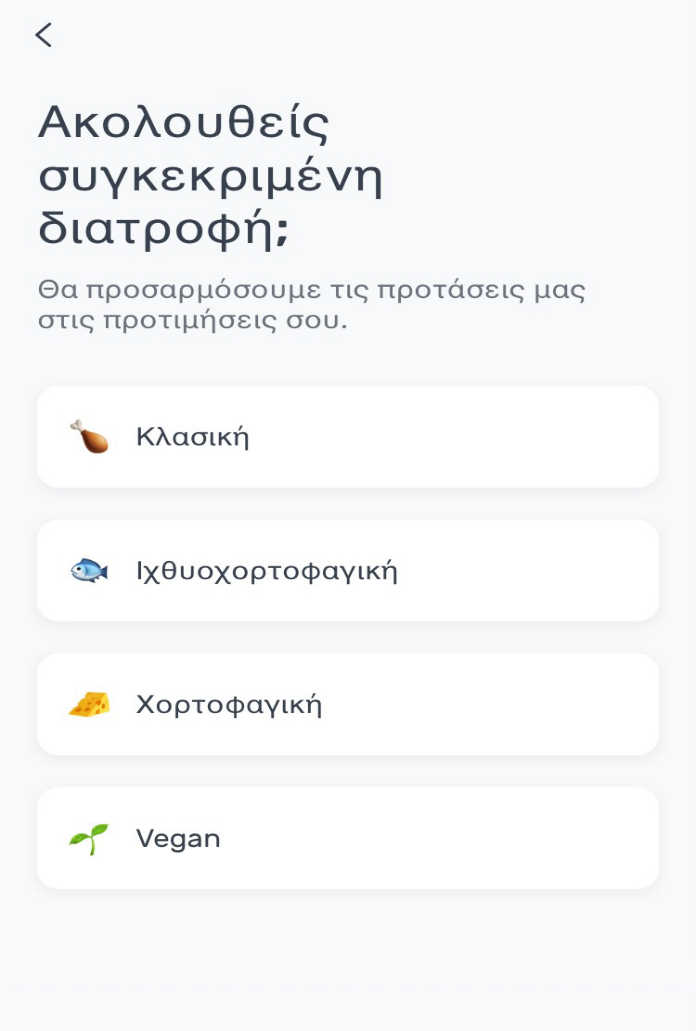 Ακολουθείς
συγκεκριμένη
διατροφή;
Θα προσαρμόσουμε τις προτάσεις μας
στις προτιμήσεις σου.
Κλασική
Ιχθυοχορτοφαγική
Χορτοφαγική
Vegan